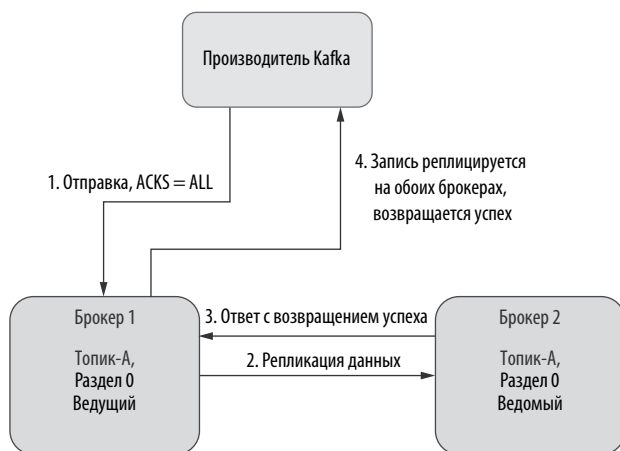 Производитель Kafka
1. Отправка, ACKS = ALL
4. Запись реплицируется
на обоих брокерах,
возвращается успех
Брокер 1
Топик-А,
Раздел 0
Ведущий
3. Ответ с возвращением успеха
2. Репликация данных
Брокер 2
Топик-А,
Раздел 0
Ведомый